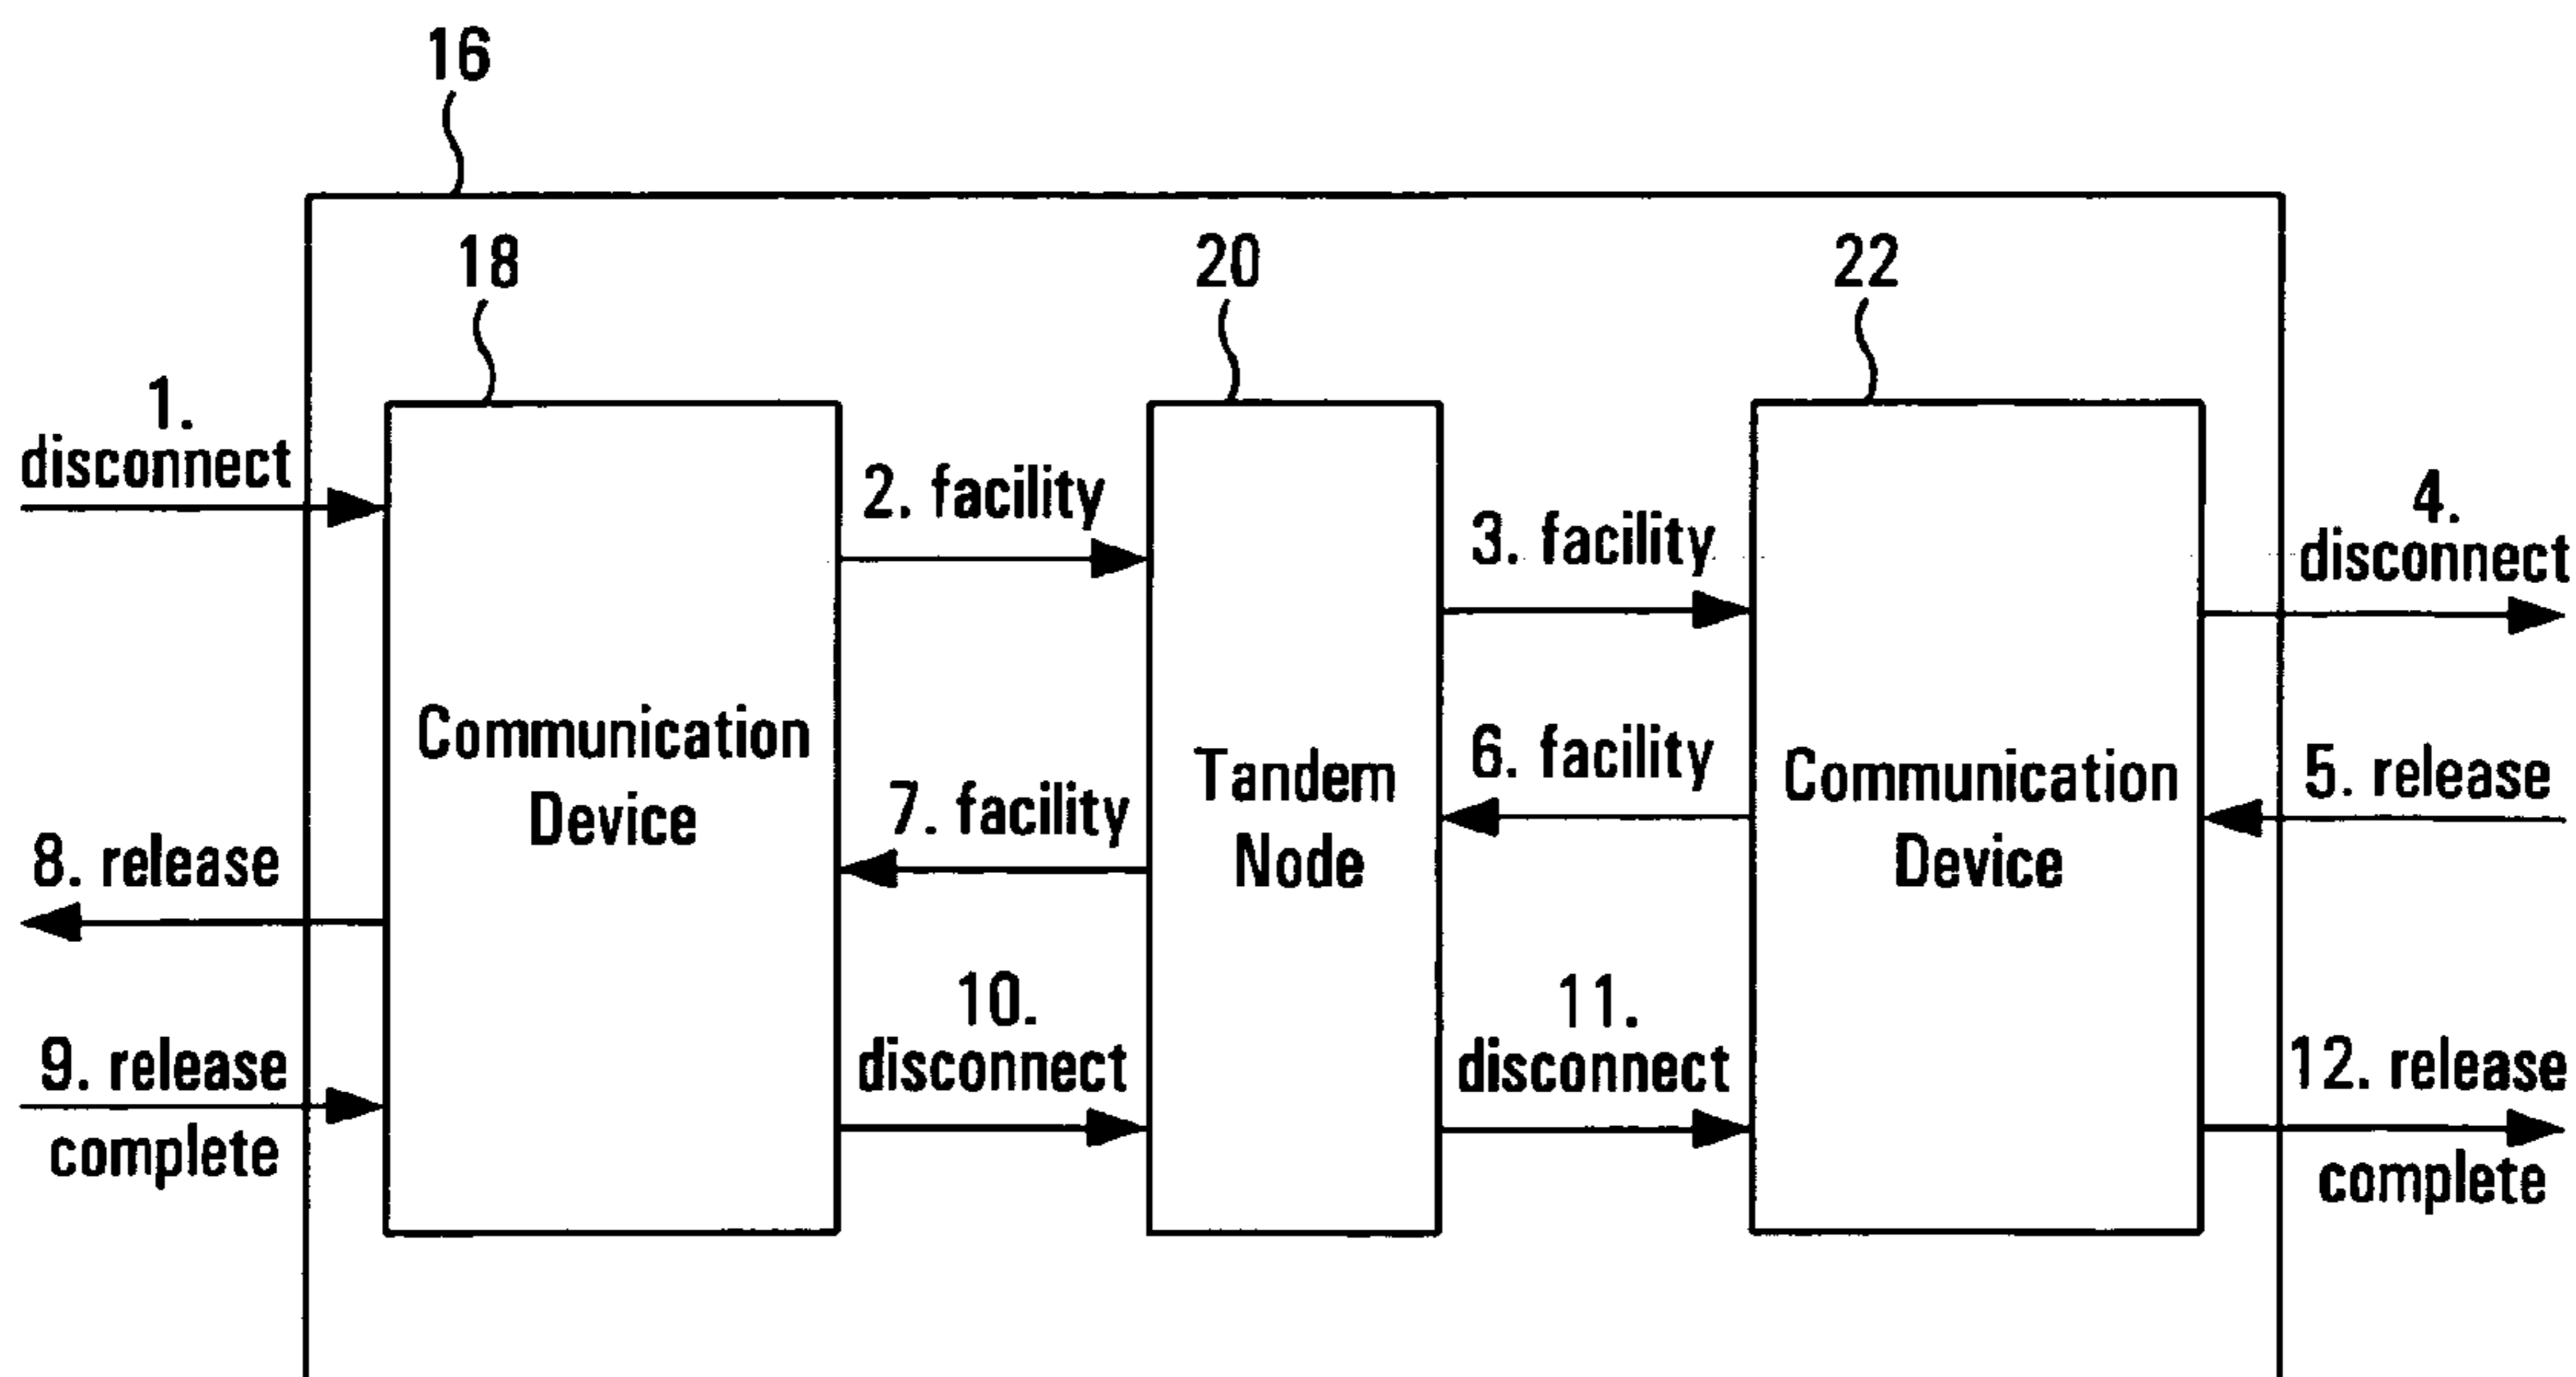 16
18
20
22
1.
disconnect
2. facility
3. facility
4.
disconnect
Communication
Device
Tandem
Node
Communication
Device
6. facility
5. release
7. facility
8. release
10.
disconnect
11.
disconnect
9. release
complete
12. release
complete